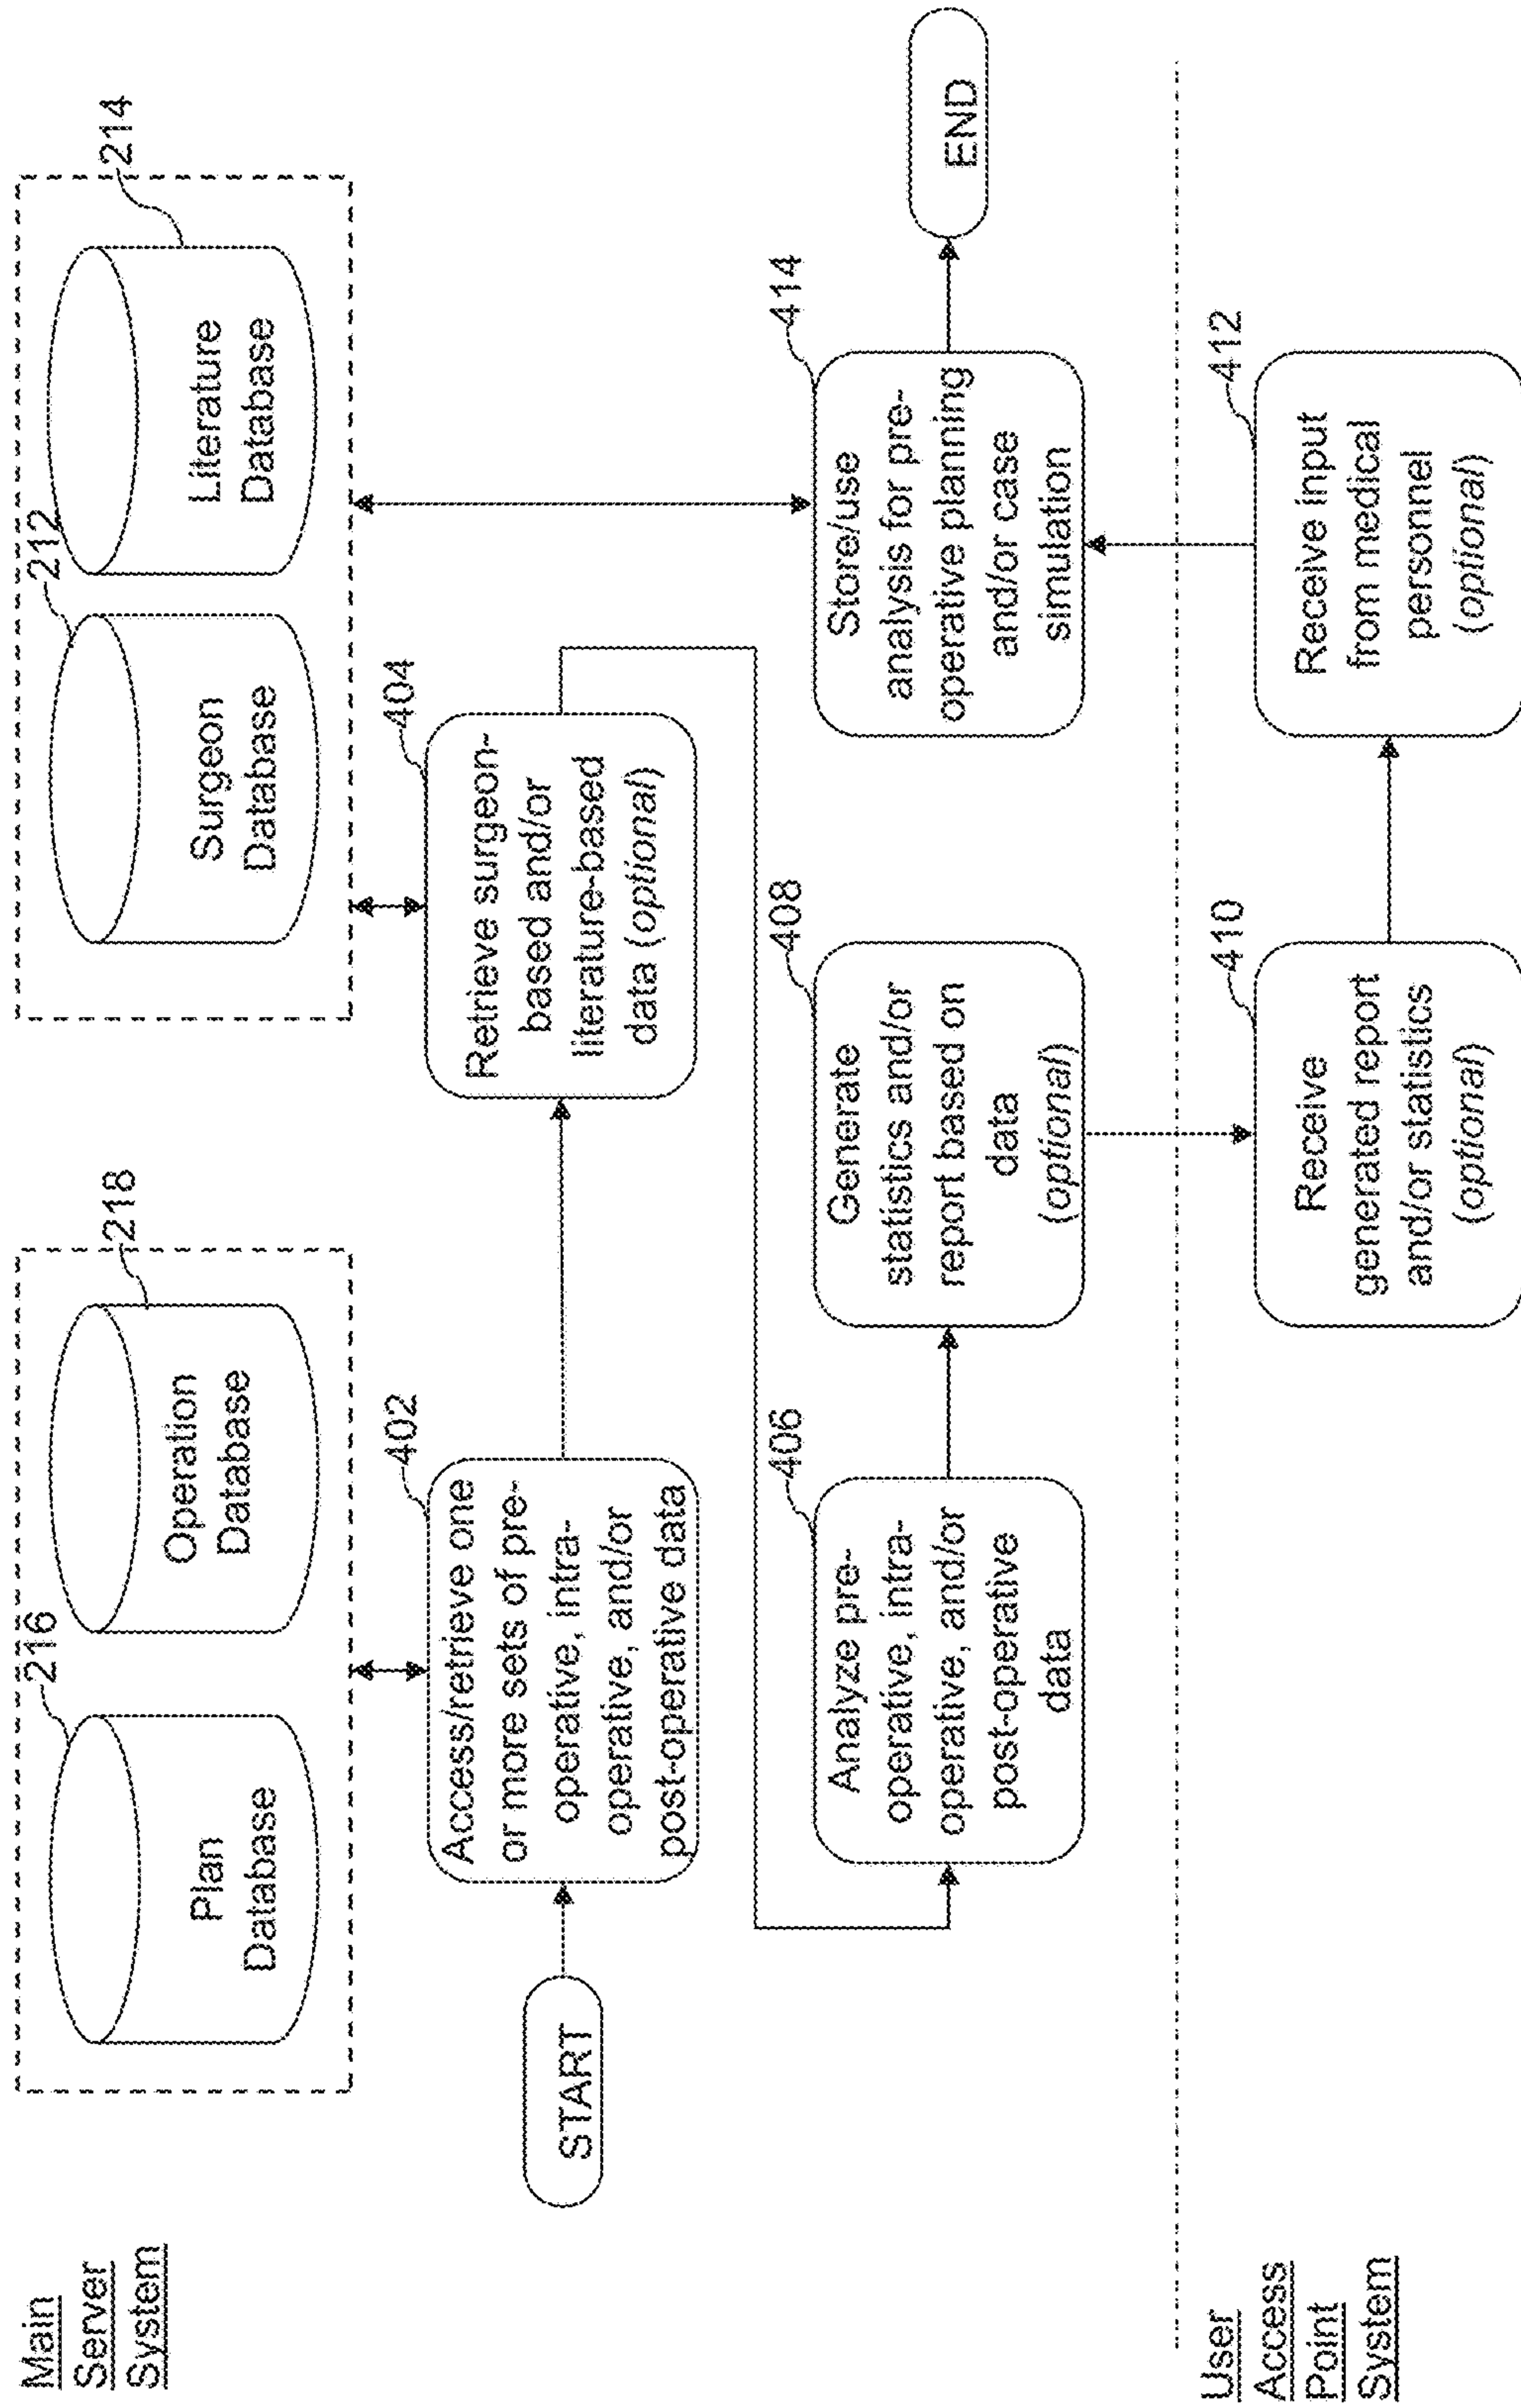 Main
Server
System
216
218
212
214
Plan
Database
Operation
Database
Surgeon
Database
Literature
Database
402
404
START
Access/retrieve one
or more sets of pre-
operative, intra-
operative, and/or
post-operative data
Retrieve surgeon-
based and/or
literature-based
data (optional)
406
408
414
Analyze pre-
operative, intra-
operative, and/or
post-operative
data
Generate
statistics and/or
report based on
data
(optional)
Store/use
analysis for pre-
operative planning
and/or case
simulation
END
User
Access
Point
System
410
412
Receive
generated report
and/or statistics
(optional)
Receive input
from medical
personnel
(optional)